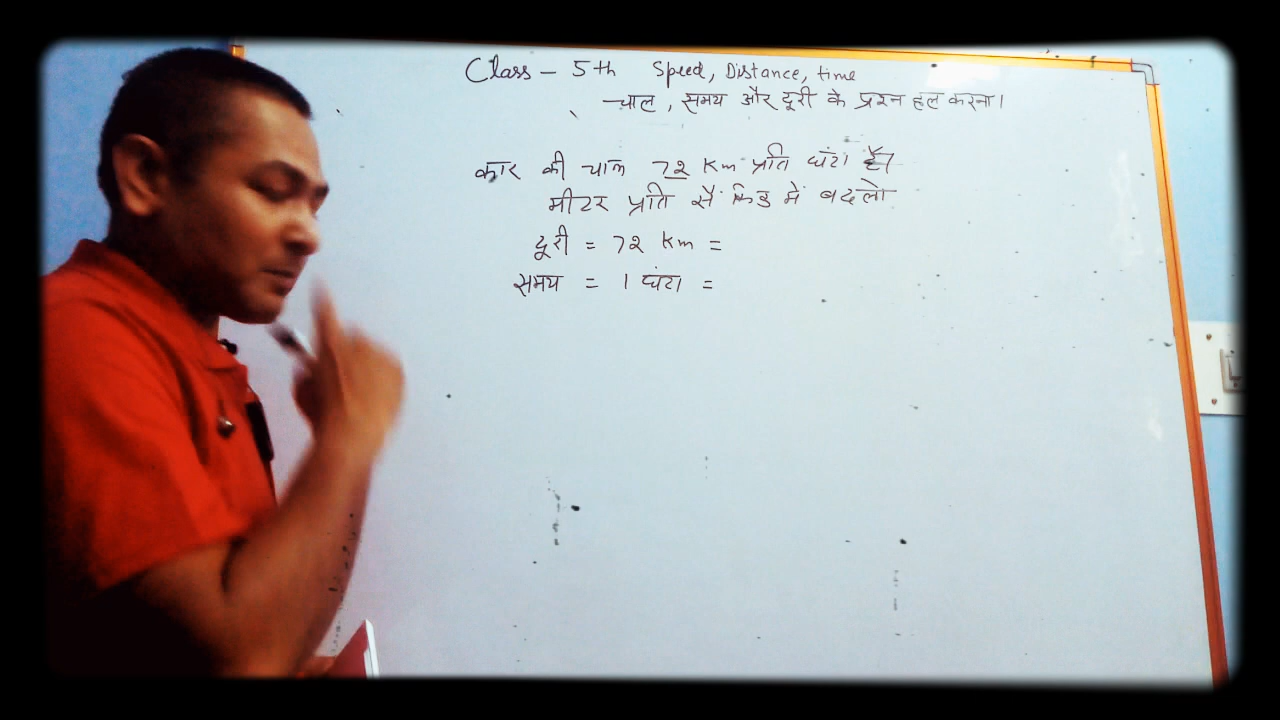 Class - 5th Speed, Distance, time
चाल, समय और दूरी के प्रश्न हल करना।
कार की चाल 72 Km प्रति घंटा है।
मीटर प्रति सैकिंड में बदलो
दूरी = 72 Km =
समय = 1 घंटा =